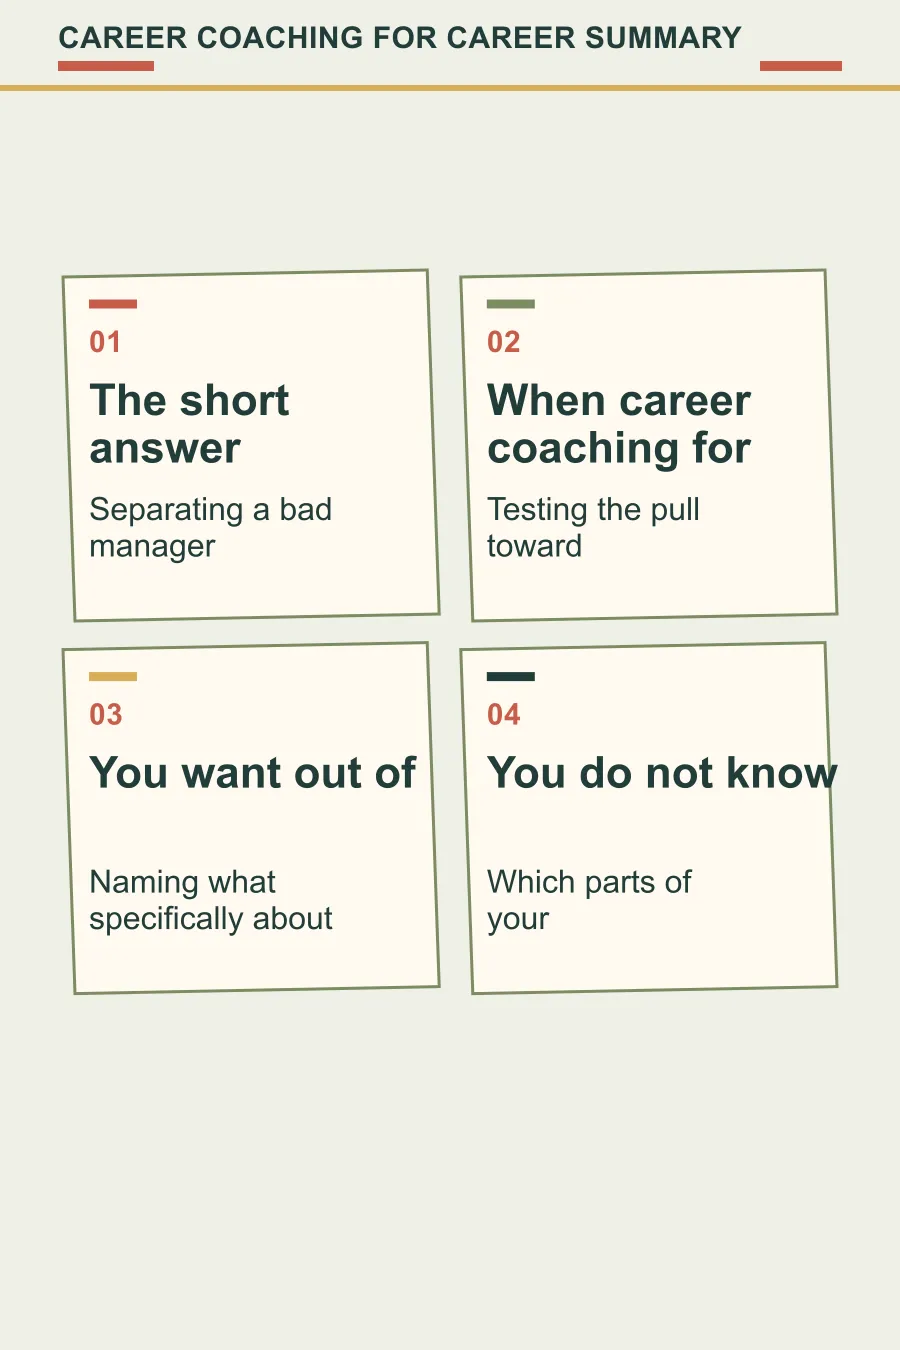 CAREER COACHING FOR CAREER SUMMARY
01
The short
answer
Separating a bad
manager
02
When career
coaching for
Testing the pull
toward
03
You want out of
Naming what
specifically about
04
You do not know
Which parts of
your